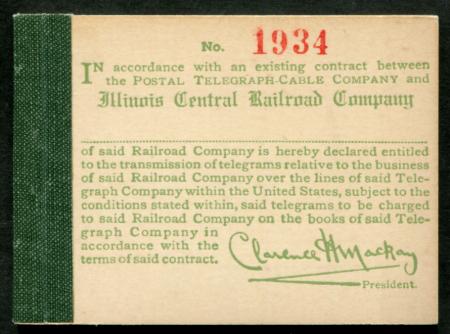 No. 1934
IN accordance with an existing contract between
the POSTAL TELEGRAPH-CABLE COMPANY and
Illinois Central Railroad Company
of said Railroad Company is hereby declared entitled
to the transmission of telegrams relative to the business
of said Railroad Company over the lines of said Tele-
graph Company within the United States, subject to the
conditions stated within, said telegrams to be charged
to said Railroad Company on the books of said Tele-
graph Company in
accordance with the
terms of said contract.
Clarence H Mackay
President.